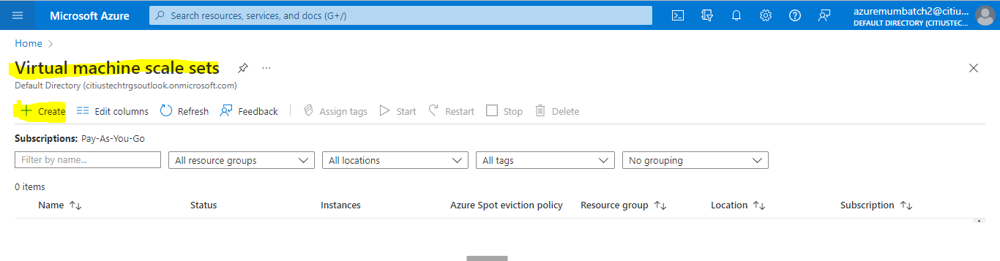 Microsoft Azure
Search resources, services, and docs (G+/)
azuremumbatch2@citiu...
DEFAULT DIRECTORY (CITIUSTEC...
Home >
Virtual machine scale sets
...
Default Directory (citiustechtrgsoutlook.onmicrosoft.com)
+ Create Edit columns Refresh Feedback Assign tags Start Restart Stop Delete
Subscriptions: Pay-As-You-Go
Filter by name... All resource groups All locations All tags No grouping
0 items
Name Status Instances Azure Spot eviction policy Resource group Location Subscription